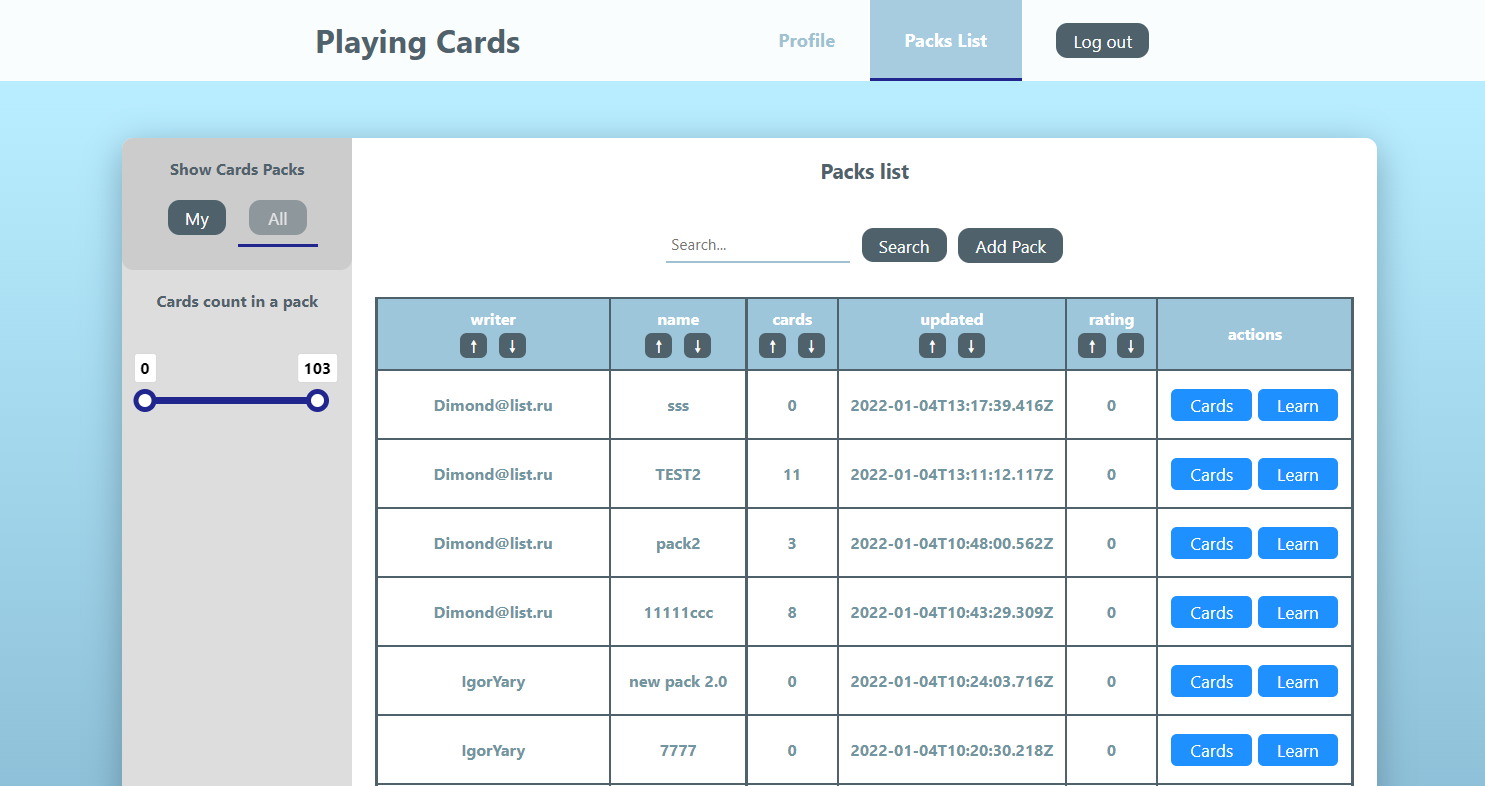 Playing Cards
Profile
Packs List
Log out
Show Cards Packs
My All
Cards count in a pack
0 103
Packs list
Search...
Search
Add Pack
writer name cards updated rating actions
↑ ↓ ↑ ↓ ↑ ↓ ↑ ↓ ↑ ↓
Dimond@list.ru sss 0 2022-01-04T13:17:39.416Z 0 Cards Learn
Dimond@list.ru TEST2 11 2022-01-04T13:11:12.117Z 0 Cards Learn
Dimond@list.ru pack2 3 2022-01-04T10:48:00.562Z 0 Cards Learn
Dimond@list.ru 11111ccc 8 2022-01-04T10:43:29.309Z 0 Cards Learn
IgorYary new pack 2.0 0 2022-01-04T10:24:03.716Z 0 Cards Learn
IgorYary 7777 0 2022-01-04T10:20:30.218Z 0 Cards Learn